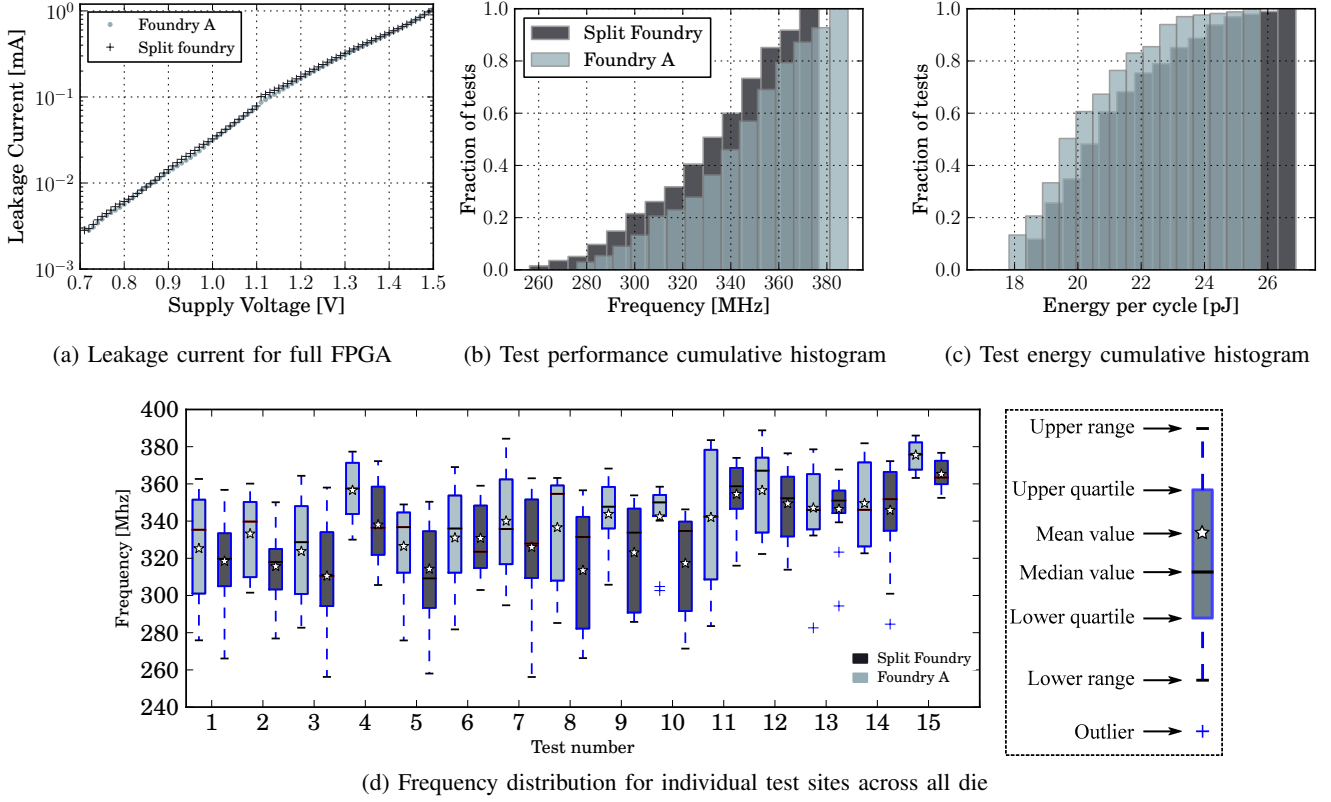 Leakage Current [mA]
10⁰
10⁻¹
10⁻²
10⁻³
Foundry A
Split foundry
0.7 0.8 0.9 1.0 1.1 1.2 1.3 1.4 1.5
Supply Voltage [V]
(a) Leakage current for full FPGA
Fraction of tests
1.0
0.8
0.6
0.4
0.2
0.0
Split Foundry
Foundry A
260 280 300 320 340 360 380
Frequency [MHz]
(b) Test performance cumulative histogram
Fraction of tests
1.0
0.8
0.6
0.4
0.2
0.0
18 20 22 24 26
Energy per cycle [pJ]
(c) Test energy cumulative histogram
Frequency [Mhz]
400
380
360
340
320
300
280
260
240
Split Foundry
Foundry A
1 2 3 4 5 6 7 8 9 10 11 12 13 14 15
Test number
Upper range
Upper quartile
Mean value
Median value
Lower quartile
Lower range
Outlier
(d) Frequency distribution for individual test sites across all die